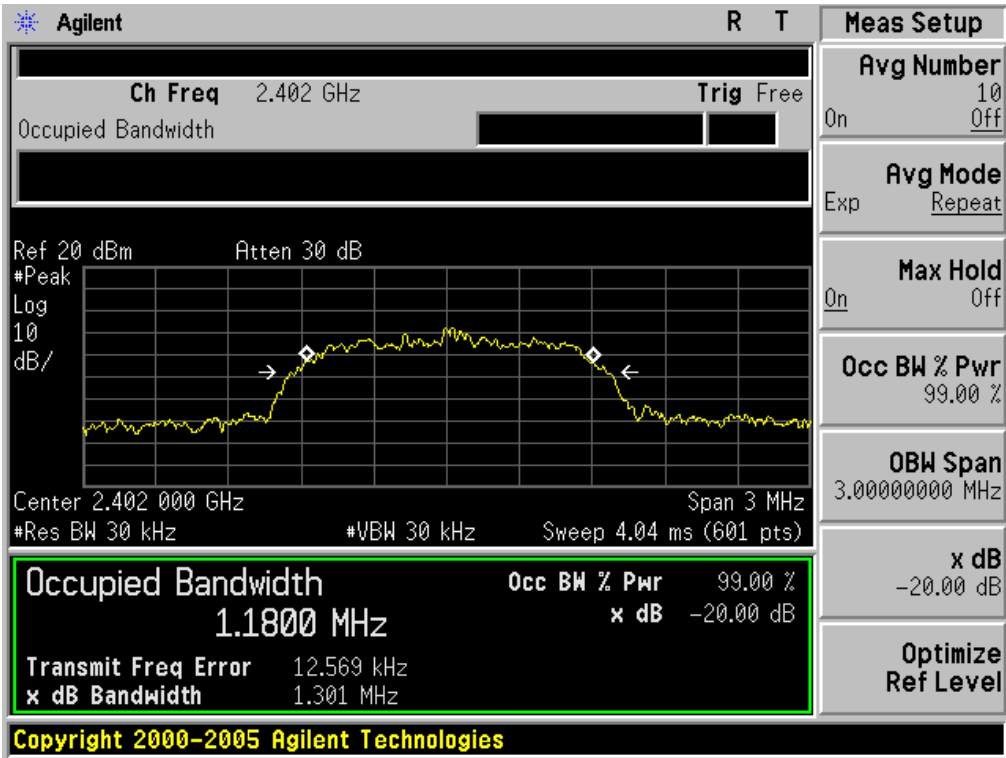 Agilent R T
Ch Freq 2.402 GHz Trig Free
Occupied Bandwidth
Ref 20 dBm Atten 30 dB
#Peak
Log
10
dB/
Center 2.402 000 GHz Span 3 MHz
#Res BW 30 kHz #VBW 30 kHz Sweep 4.04 ms (601 pts)
Occupied Bandwidth Occ BW % Pwr 99.00 %
1.1800 MHz x dB -20.00 dB
Transmit Freq Error 12.569 kHz
x dB Bandwidth 1.301 MHz
Copyright 2000-2005 Agilent Technologies
Meas Setup
Avg Number
10
On Off
Avg Mode
Exp Repeat
Max Hold
On Off
Occ BW % Pwr
99.00 %
OBW Span
3.00000000 MHz
x dB
-20.00 dB
Optimize
Ref Level